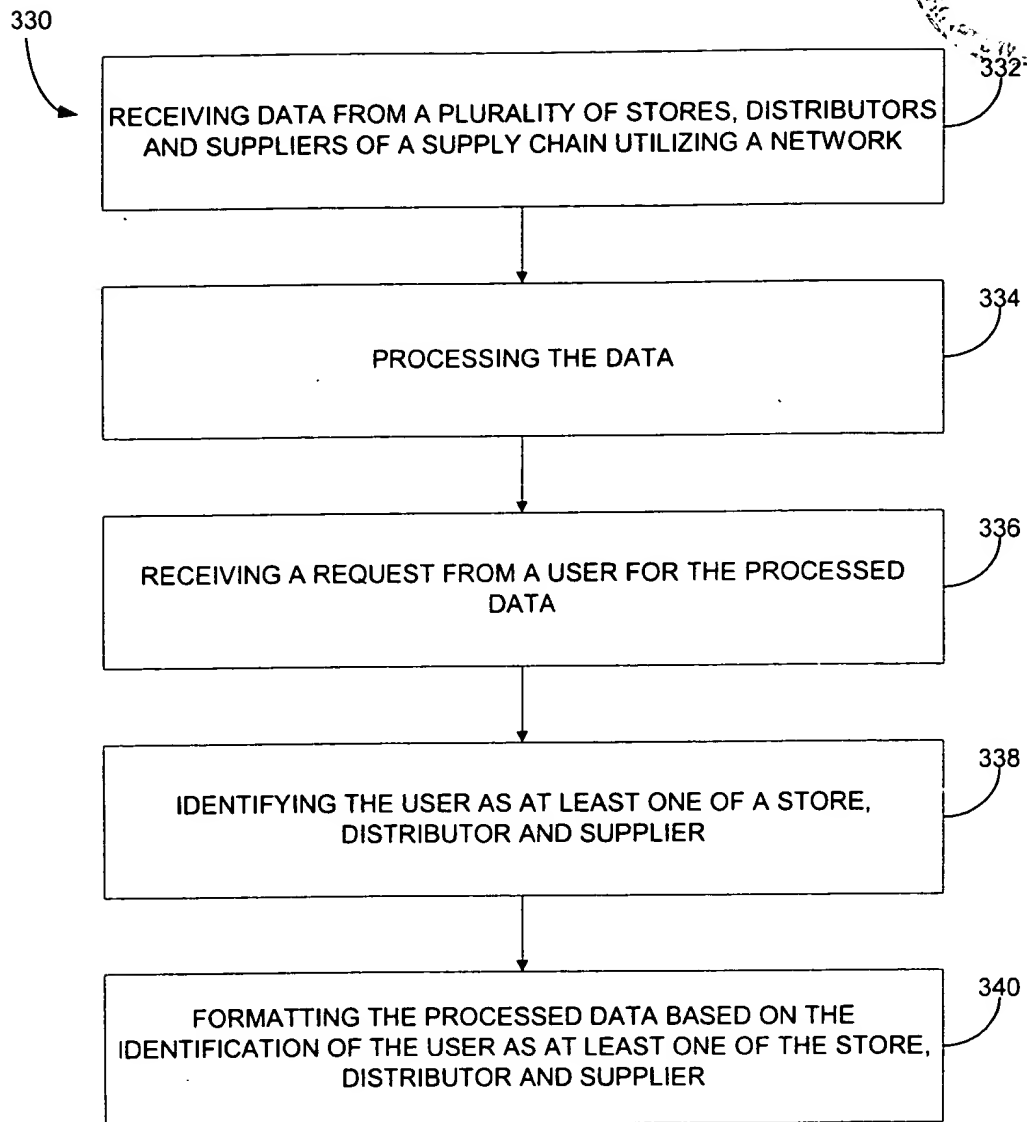 330
332
RECEIVING DATA FROM A PLURALITY OF STORES, DISTRIBUTORS
AND SUPPLIERS OF A SUPPLY CHAIN UTILIZING A NETWORK
334
PROCESSING THE DATA
336
RECEIVING A REQUEST FROM A USER FOR THE PROCESSED
DATA
338
IDENTIFYING THE USER AS AT LEAST ONE OF A STORE,
DISTRIBUTOR AND SUPPLIER
340
FORMATTING THE PROCESSED DATA BASED ON THE
IDENTIFICATION OF THE USER AS AT LEAST ONE OF THE STORE,
DISTRIBUTOR AND SUPPLIER